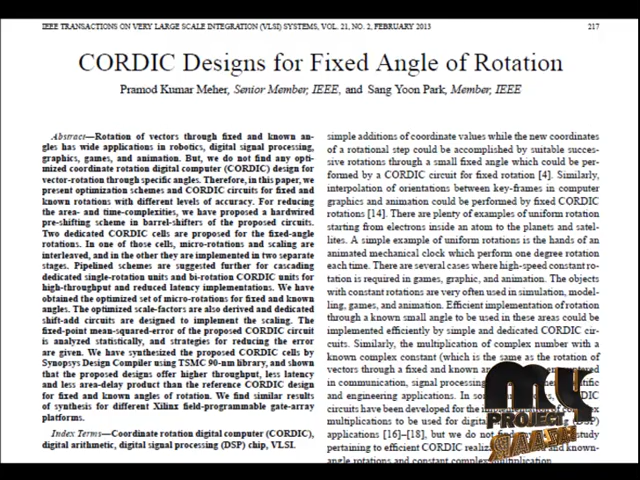 IEEE TRANSACTIONS ON VERY LARGE SCALE INTEGRATION (VLSI) SYSTEMS, VOL. 21, NO. 2, FEBRUARY 2013 217
CORDIC Designs for Fixed Angle of Rotation
Pramod Kumar Meher, Senior Member, IEEE, and Sang Yoon Park, Member, IEEE
Abstract—Rotation of vectors through fixed and known an-
gles has wide applications in robotics, digital signal processing,
graphics, games, and animation. But, we do not find any opti-
mized coordinate rotation digital computer (CORDIC) design for
vector-rotation through specific angles. Therefore, in this paper, we
present optimization schemes and CORDIC circuits for fixed and
known rotations with different levels of accuracy. For reducing
the area- and time-complexities, we have proposed a hardwired
pre-shifting scheme in barrel-shifters of the proposed circuits.
Two dedicated CORDIC cells are proposed for the fixed-angle
rotations. In one of those cells, micro-rotations and scaling are
interleaved, and in the other they are implemented in two separate
stages. Pipelined schemes are suggested further for cascading
dedicated single-rotation units and bi-rotation CORDIC units for
high-throughput and reduced latency implementations. We have
obtained the optimized set of micro-rotations for fixed and known
angles. The optimized scale-factors are also derived and dedicated
shift-add circuits are designed to implement the scaling. The
fixed-point mean-squared-error of the proposed CORDIC circuit
is analyzed statistically, and strategies for reducing the error
are given. We have synthesized the proposed CORDIC cells by
Synopsys Design Compiler using TSMC 90-nm library, and shown
that the proposed designs offer higher throughput, less latency
and less area-delay product than the reference CORDIC design
for fixed and known angles of rotation. We find similar results
of synthesis for different Xilinx field-programmable gate-array
platforms.
Index Terms—Coordinate rotation digital computer (CORDIC),
digital arithmetic, digital signal processing (DSP) chip, VLSI.
simple additions of coordinate values while the new coordinates
of a rotational step could be accomplished by suitable succes-
sive rotations through a small fixed angle which could be per-
formed by a CORDIC circuit for fixed rotation [4]. Similarly,
interpolation of orientations between key-frames in computer
graphics and animation could be performed by fixed CORDIC
rotations [14]. There are plenty of examples of uniform rotation
starting from electrons inside an atom to the planets and satel-
lites. A simple example of uniform rotations is the hands of an
animated mechanical clock which perform one degree rotation
each time. There are several cases where high-speed constant ro-
tation is required in games, graphic, and animation. The objects
with constant rotations are very often used in simulation, model-
ling, games, and animation. Efficient implementation of rotation
through a known small angle to be used in these areas could be
implemented efficiently by simple and dedicated CORDIC cir-
cuits. Similarly, the multiplication of complex number with a
known complex constant (which is the same as the rotation of
vectors through a fixed and known
in communication, signal processing
and engineering applications. In CORDIC
circuits have been developed for the
multiplications to be used for digital
applications [16]–[18], but we do not study
pertaining to efficient CORDIC known-
angle rotations and constant complex multiplication.
MY
PROJECT
BAZAAR